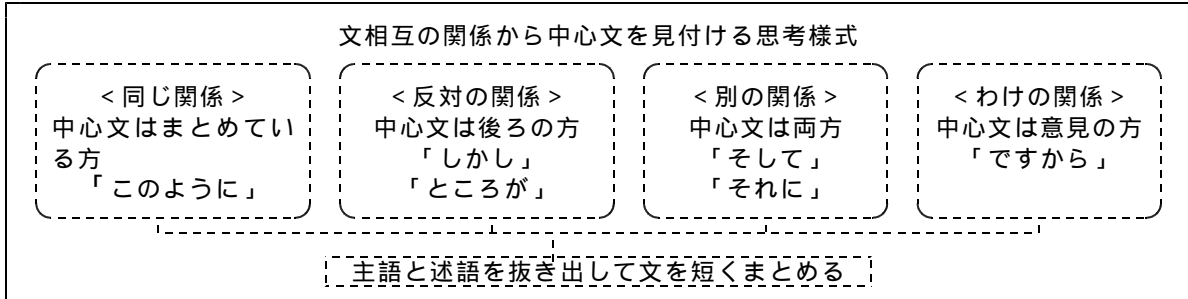 文相互の関係から中心文を見付ける思考様式
<同じ関係>
中心文はまとめてい
る方
「このように」
<反対の関係>
中心文は後ろの方
「しかし」
「ところが」
<別の関係>
中心文は両方
「そして」
「それに」
<わけの関係>
中心文は意見の方
「ですから」
主語と述語を抜き出して文を短くまとめる